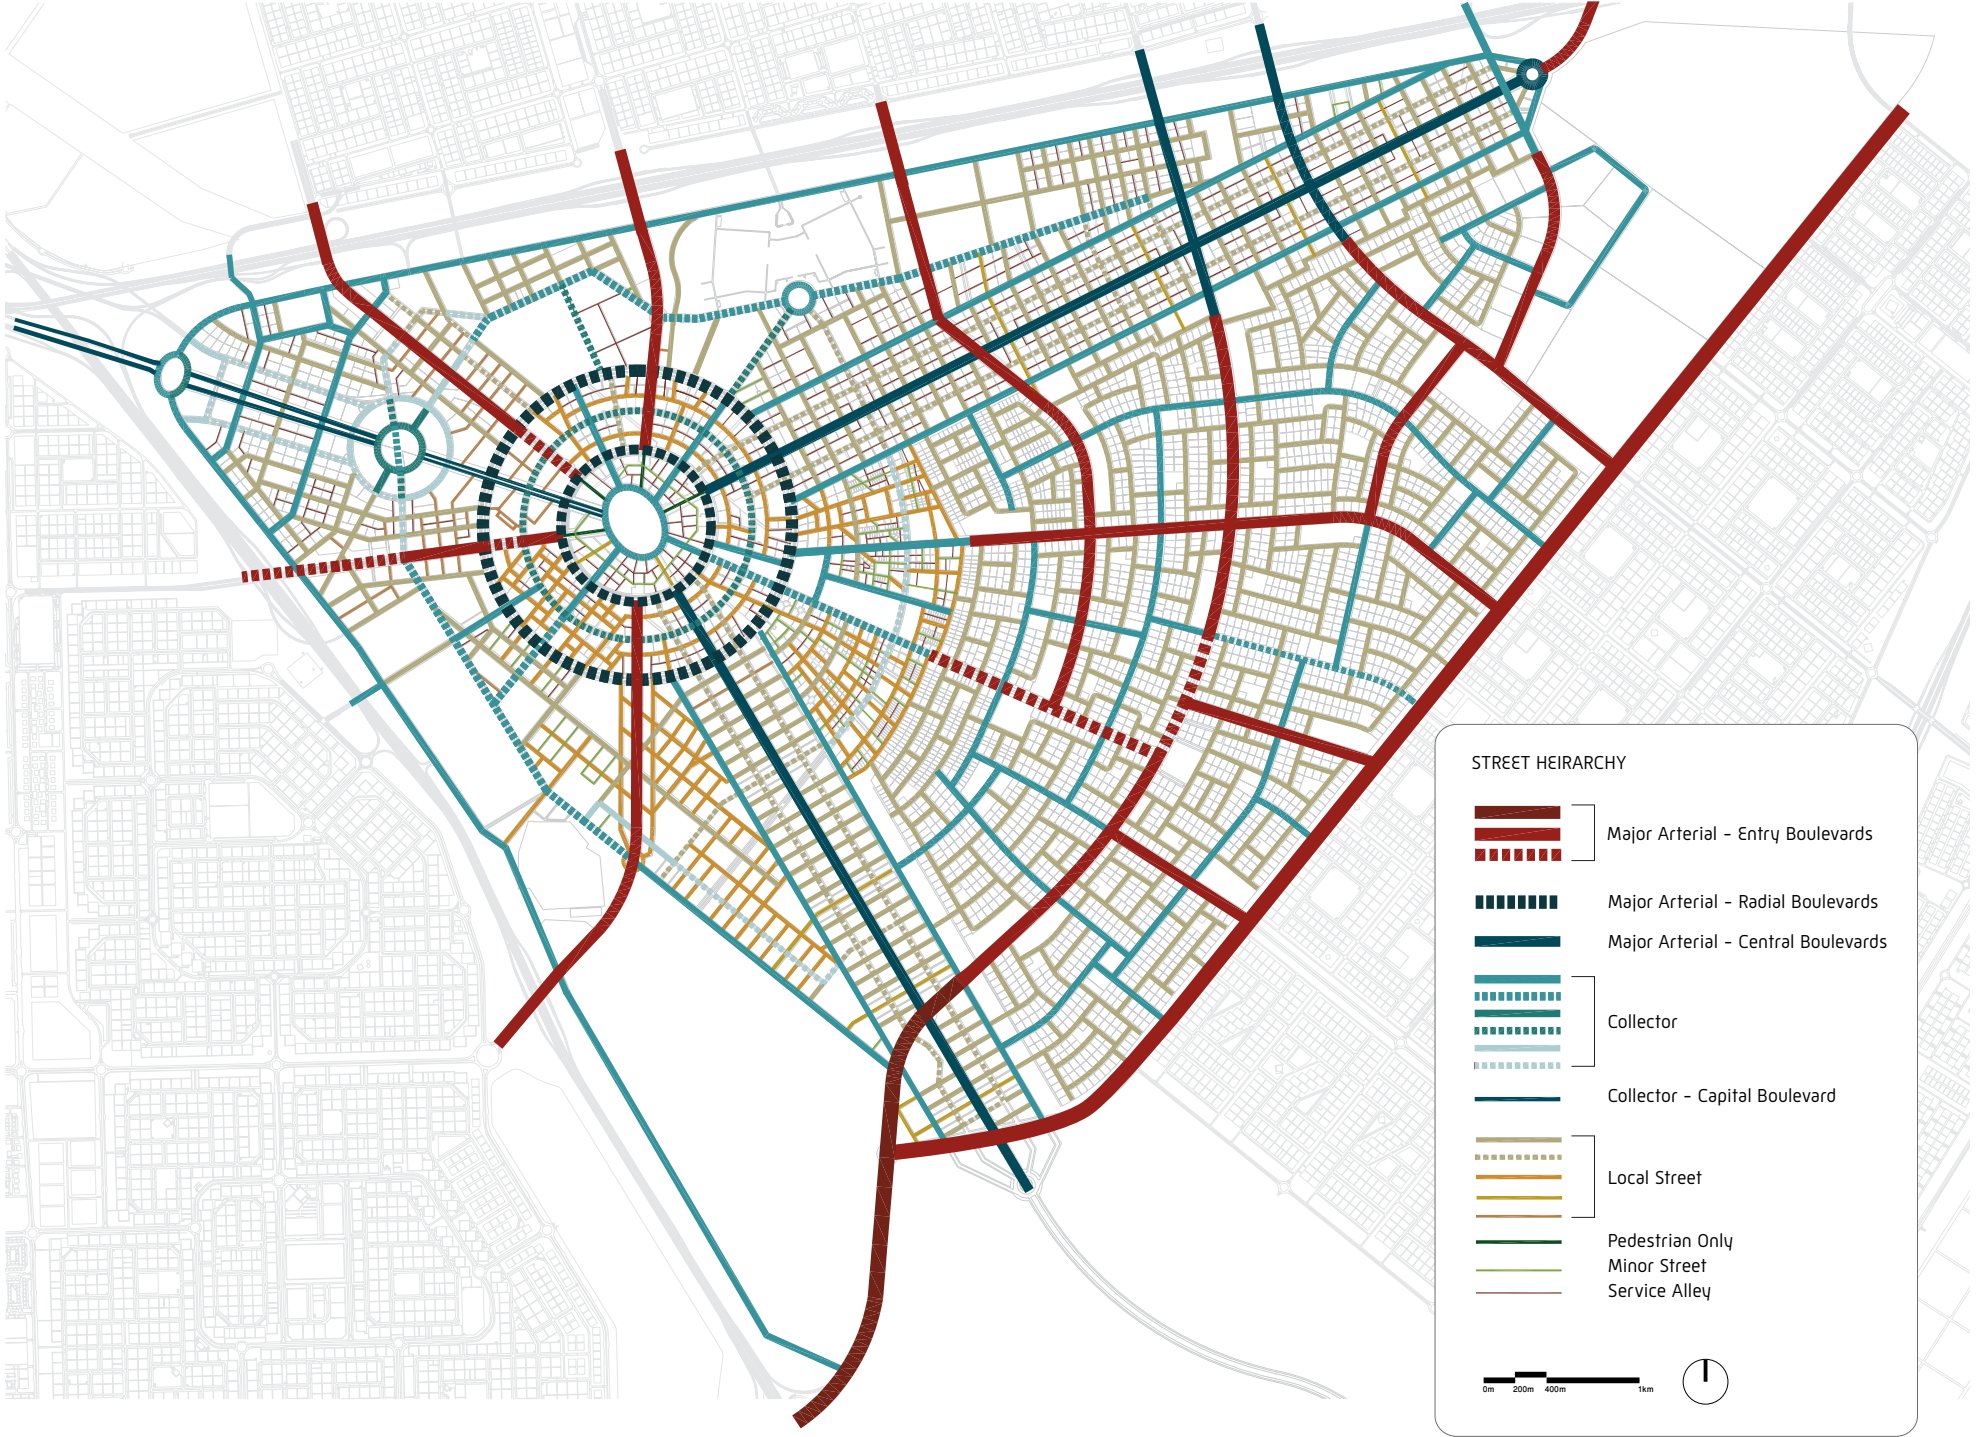 STREET HEIRARCHY
Major Arterial - Entry Boulevards
Major Arterial - Radial Boulevards
Major Arterial - Central Boulevards
Collector
Collector - Capital Boulevard
Local Street
Pedestrian Only
Minor Street
Service Alley
0m 200m 400m 1km